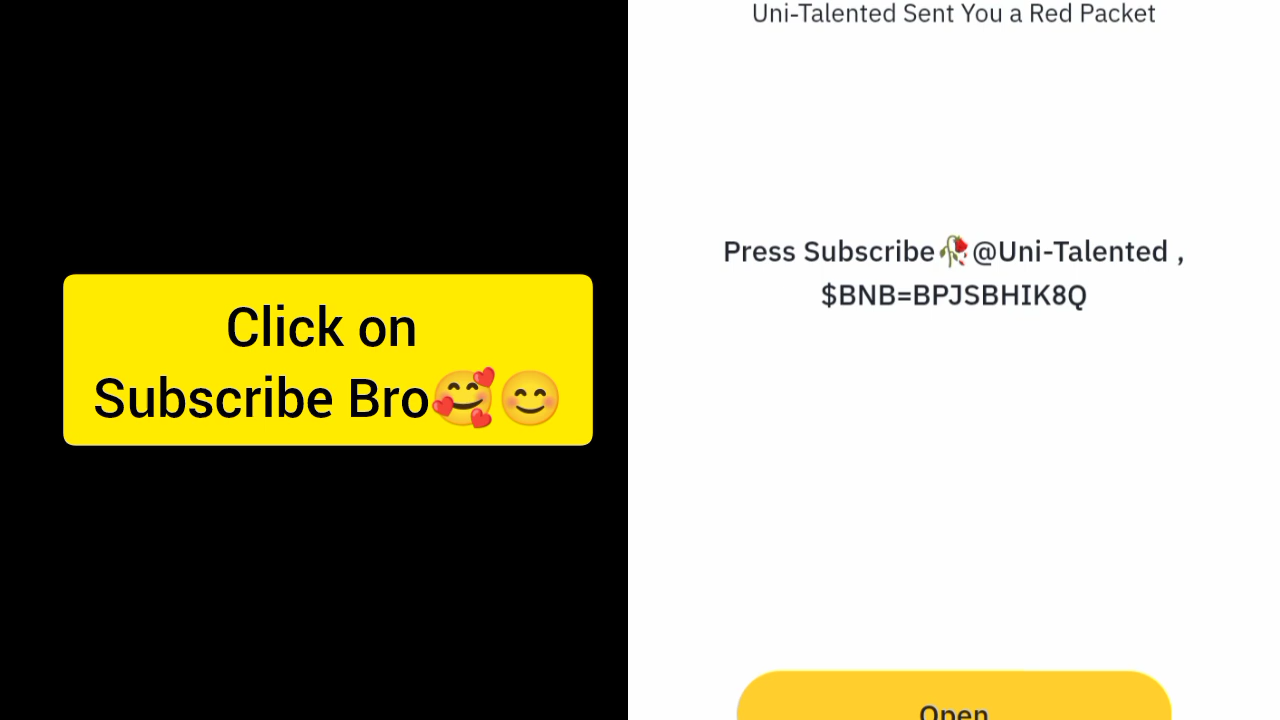 Click on
Subscribe Bro🥰😊
Uni-Talented Sent You a Red Packet
Press Subscribe🥀@Uni-Talented ,
$BNB=BPJSBHIK8Q
Open